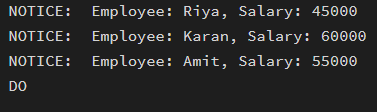 NOTICE:  Employee: Riya, Salary: 45000
NOTICE:  Employee: Karan, Salary: 60000
NOTICE:  Employee: Amit, Salary: 55000
DO